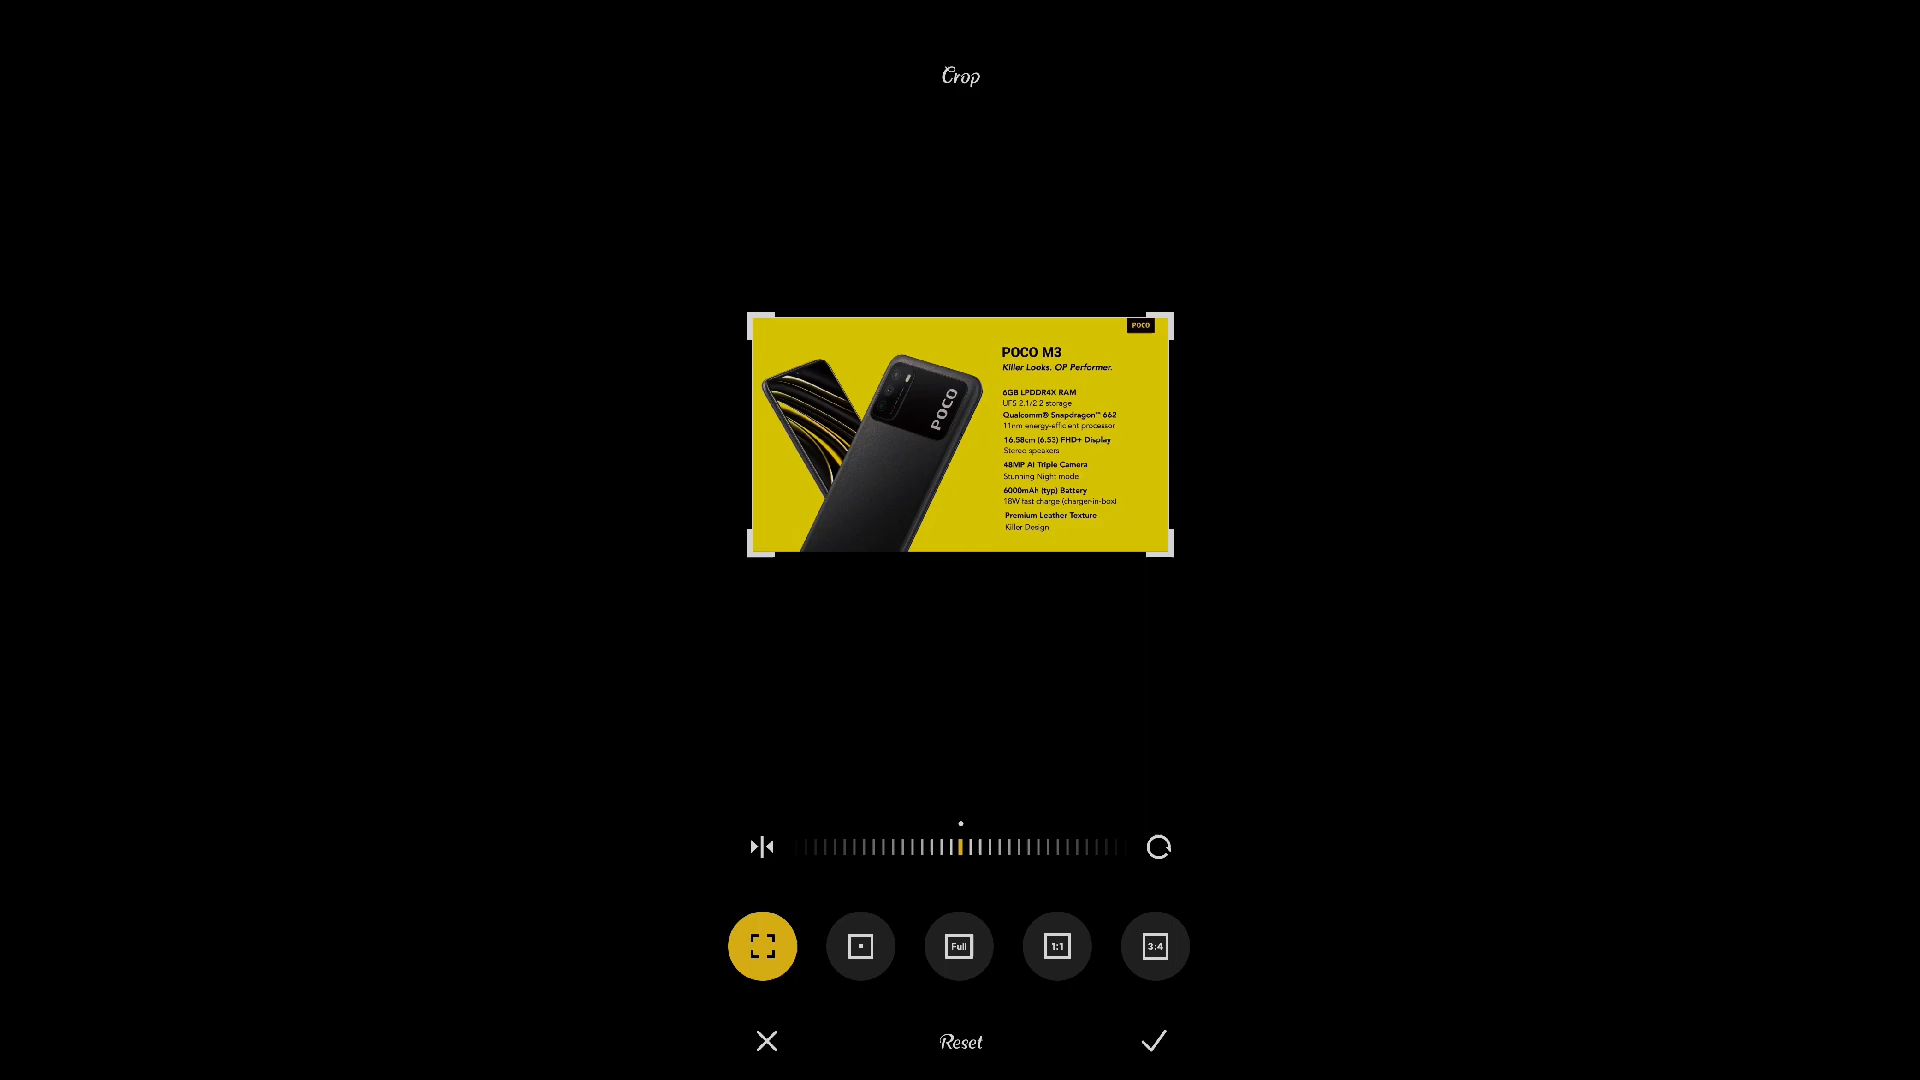 Crop
POCO
POCO M3
Killer Looks. OP Performer.
POCO
6GB LPDDR4X RAM
UFS 2.1/2.2 storage
Qualcomm® Snapdragon™ 662
11nm energy-efficient processor
16.58cm (6.53) FHD+ Display
Stereo speakers
48MP AI Triple Camera
Stunning Night mode
6000mAh (typ) Battery
18W fast charge (charger-in-box)
Premium Leather Texture
Killer Design
Full
1:1
3:4
Reset